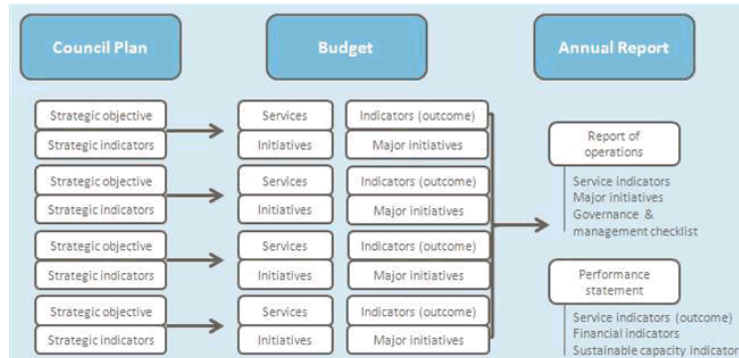 Council Plan
Budget
Annual Report
Strategic objective
Strategic indicators
Services
Initiatives
Indicators (outcome)
Major initiatives
Strategic objective
Strategic indicators
Services
Initiatives
Indicators (outcome)
Major initiatives
Strategic objective
Strategic indicators
Services
Initiatives
Indicators (outcome)
Major initiatives
Strategic objective
Strategic indicators
Services
Initiatives
Indicators (outcome)
Major initiatives
Report of
operations
Service indicators
Major initiatives
Governance &
management checklist
Performance
statement
Service indicators (outcome)
Financial indicators
Sustainable capacity indicator